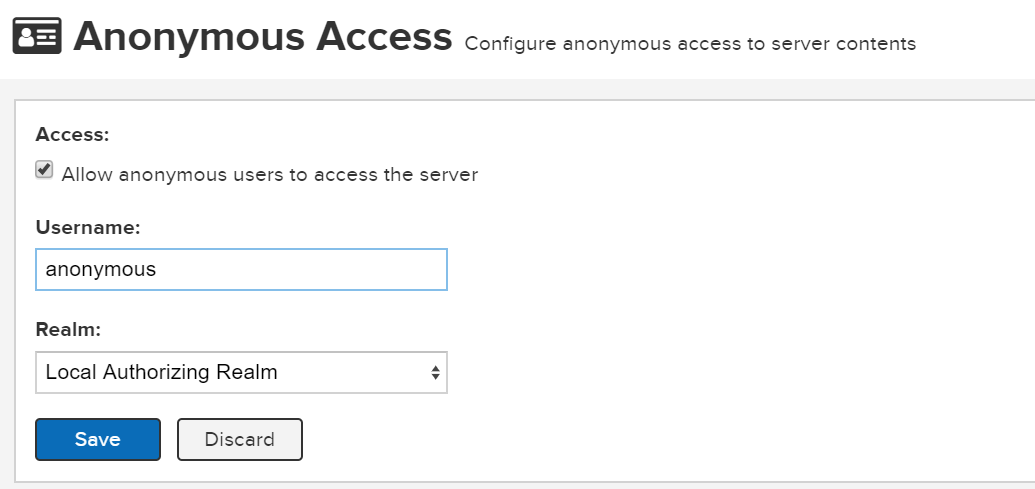 Anonymous Access Configure anonymous access to server contents
Access:
Allow anonymous users to access the server
Username:
anonymous
Realm:
Local Authorizing Realm
Save Discard